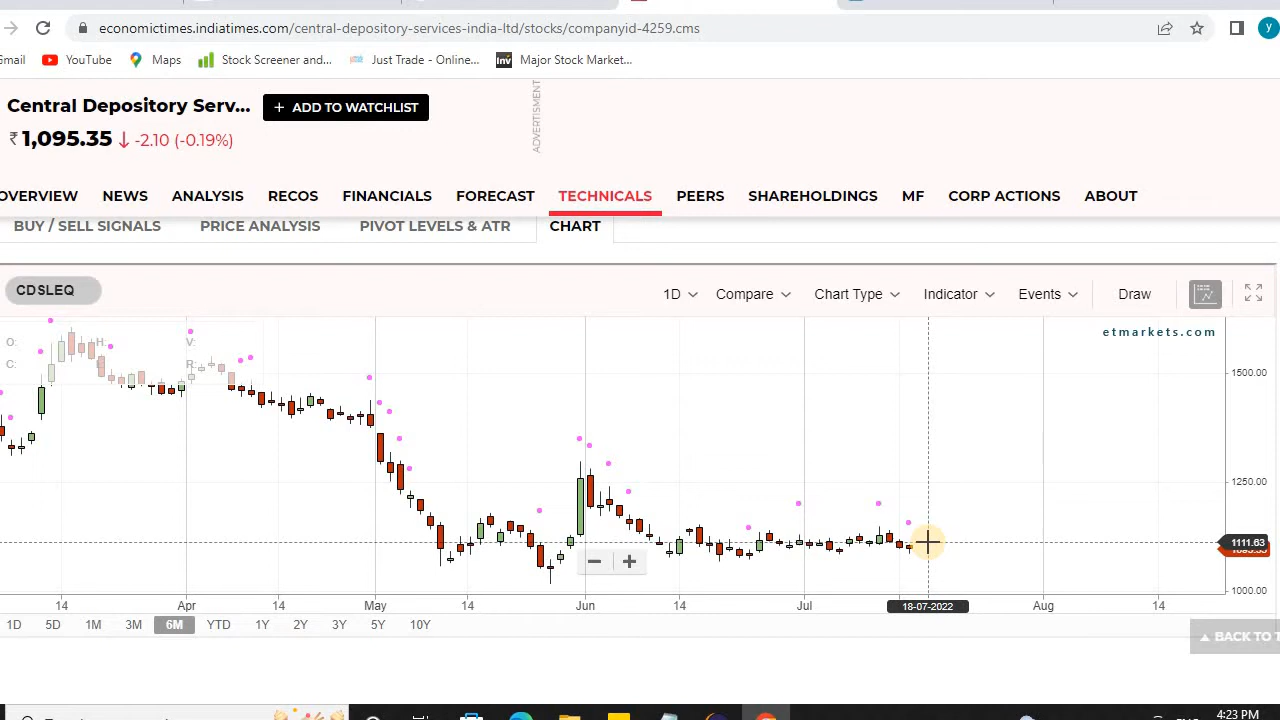 economictimes.indiatimes.com/central-depository-services-india-ltd/stocks/companyid-4259.cms
y
Gmail YouTube Maps Stock Screener and... Just Trade - Online... Inv Major Stock Market...
Central Depository Serv... + ADD TO WATCHLIST
ADVERTISMENT
₹ 1,095.35 ↓ -2.10 (-0.19%)
OVERVIEW NEWS ANALYSIS RECOS FINANCIALS FORECAST TECHNICALS PEERS SHAREHOLDINGS MF CORP ACTIONS ABOUT
BUY / SELL SIGNALS PRICE ANALYSIS PIVOT LEVELS & ATR CHART
CDSLEQ 1D Compare Chart Type Indicator Events Draw
etmarkets.com
O: H: V:
C: R:
1500.00
1250.00
1111.63
1000.00
14 Apr 14 May 14 Jun 14 Jul 18-07-2022 Aug 14
1D 5D 1M 3M 6M YTD 1Y 2Y 3Y 5Y 10Y
BACK TO T
4:23 PM